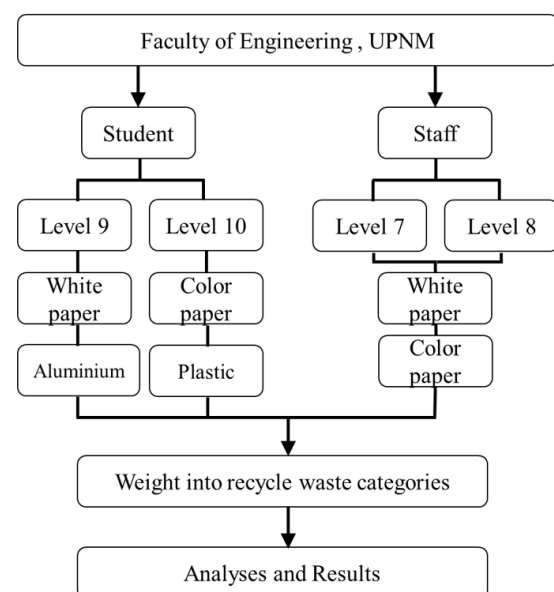 Faculty of Engineering , UPNM
Student
Staff
Level 9
Level 10
Level 7
Level 8
White
paper
Color
paper
White
paper
Aluminium
Plastic
Color
paper
Weight into recycle waste categories
Analyses and Results